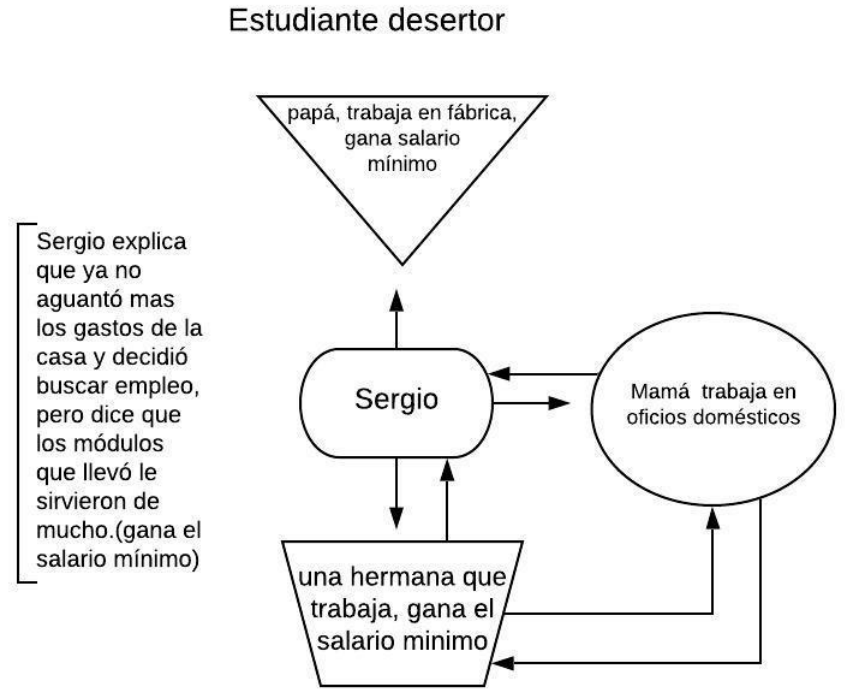 Estudiante desertor
papá, trabaja en fábrica,
gana salario
mínimo
Sergio explica
que ya no
aguantó mas
los gastos de la
casa y decidió
buscar empleo,
pero dice que
los módulos
que llevó le
sirvieron de
mucho.(gana el
salario mínimo)
Sergio
Mamá trabaja en
oficios domésticos
una hermana que
trabaja, gana el
salario minimo